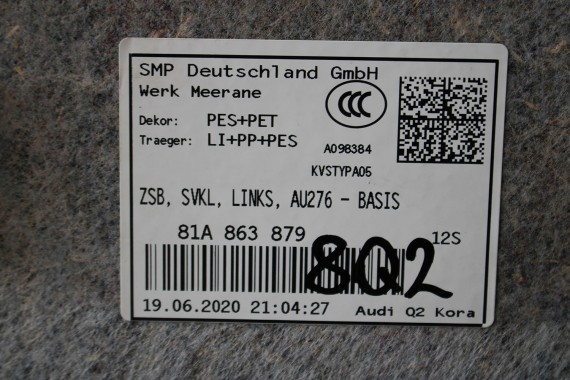 SMP Deutschland GmbH
Werk Meerane
CCC
Dekor: PES+PET
Traeger: LI+PP+PES
A098384
KVSTYPA05
ZSB, SVKL, LINKS, AU276 - BASIS
81A 863 879
12S
8Q2
19.06.2020 21:04:27 Audi Q2 Kora